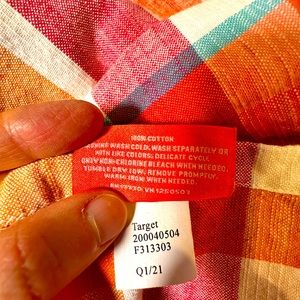 100% COTTON
MACHINE WASH COLD. WASH SEPARATELY OR
WITH LIKE COLORS: DELICATE CYCLE.
ONLY NON-CHLORINE BLEACH WHEN NEEDED.
TUMBLE DRY LOW. REMOVE PROMPTLY.
WARM IRON WHEN NEEDED.
Target
200040504
F313303
Q1/21